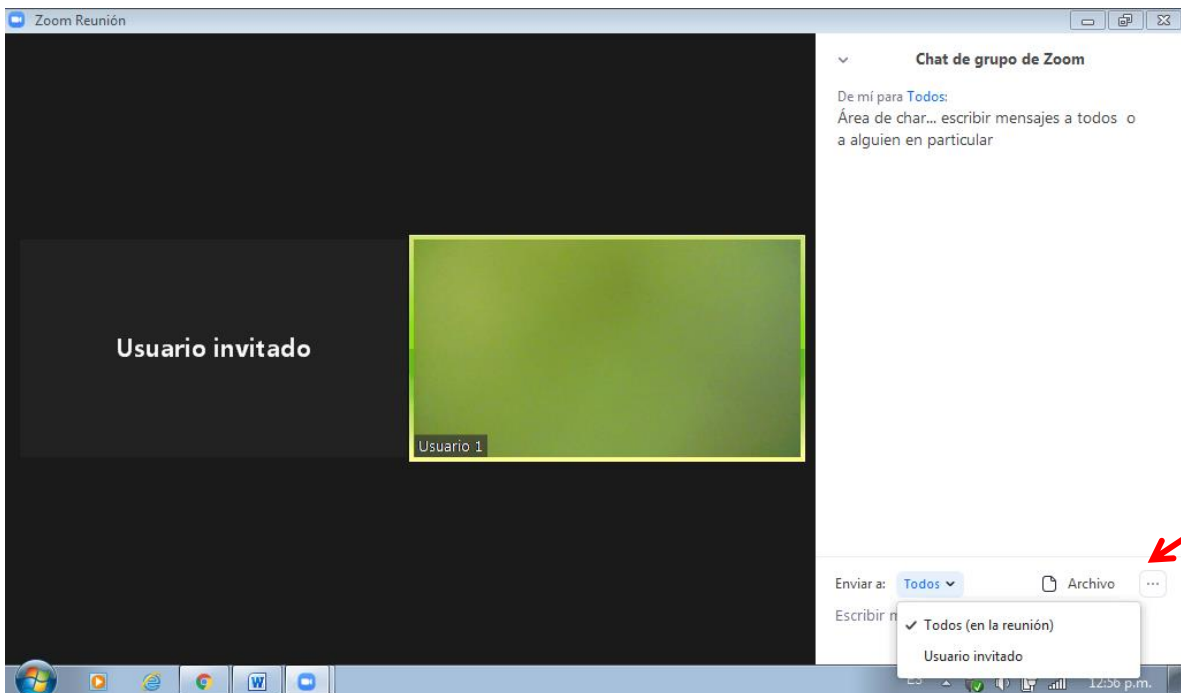 Zoom Reunión
Chat de grupo de Zoom
De mí para Todos:
Área de char... escribir mensajes a todos o
a alguien en particular
Usuario invitado
Usuario 1
Enviar a: Todos
Archivo
Escribir
Todos (en la reunión)
Usuario invitado
ES
12:56 p.m.